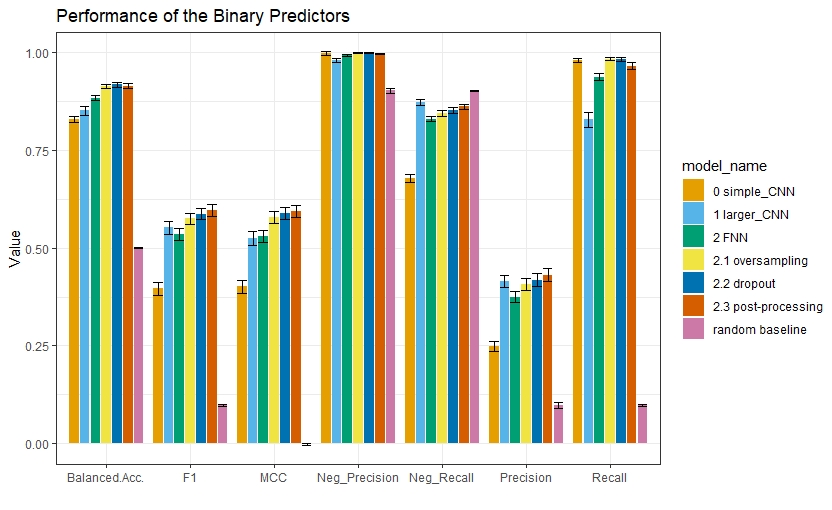 Performance of the Binary Predictors
Value
1.00
0.75
0.50
0.25
0.00
Balanced.Acc.
F1
MCC
Neg_Precision
Neg_Recall
Precision
Recall
model_name
0 simple_CNN
1 larger_CNN
2 FNN
2.1 oversampling
2.2 dropout
2.3 post-processing
random baseline